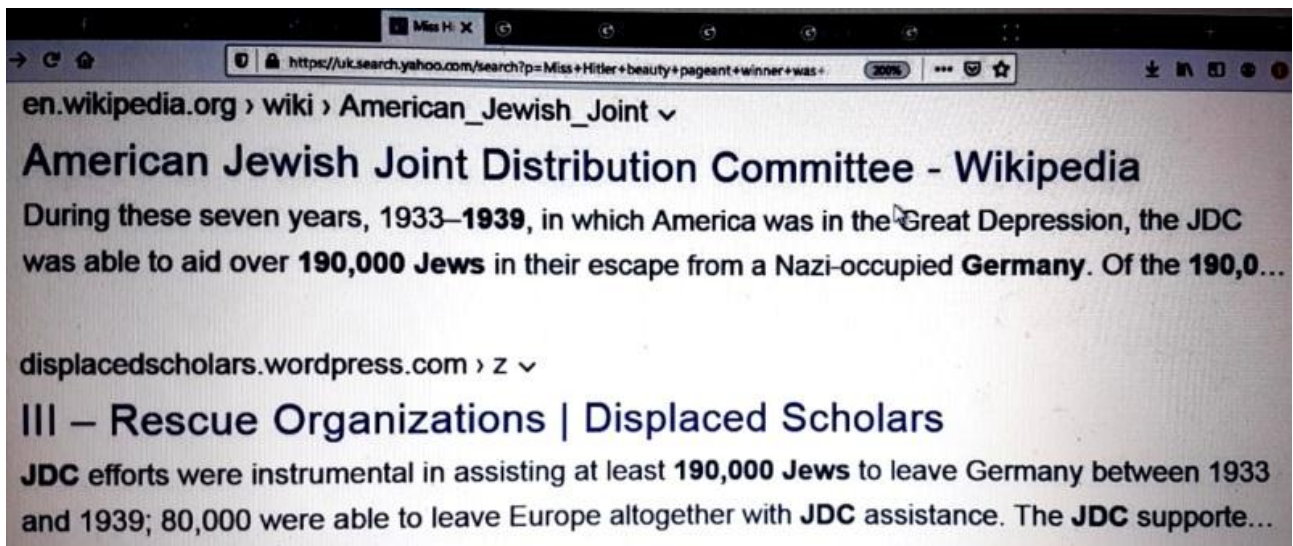 Miss H
https://uk.search.yahoo.com/search?p=Miss+Hitler+beauty+pageant+winner+was+ 200%
en.wikipedia.org › wiki › American_Jewish_Joint
American Jewish Joint Distribution Committee - Wikipedia
During these seven years, 1933–1939, in which America was in the Great Depression, the JDC
was able to aid over 190,000 Jews in their escape from a Nazi-occupied Germany. Of the 190,0...
displacedscholars.wordpress.com › z
III – Rescue Organizations | Displaced Scholars
JDC efforts were instrumental in assisting at least 190,000 Jews to leave Germany between 1933
and 1939; 80,000 were able to leave Europe altogether with JDC assistance. The JDC supporte...